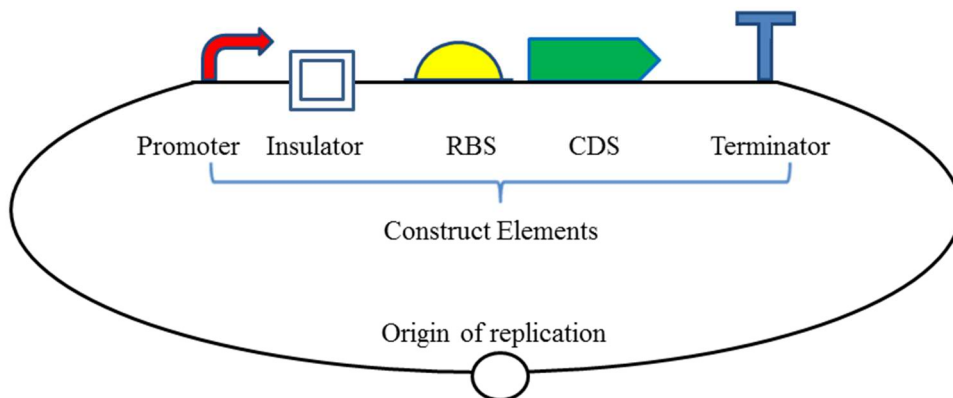 Promoter Insulator RBS CDS Terminator
Construct Elements
Origin of replication